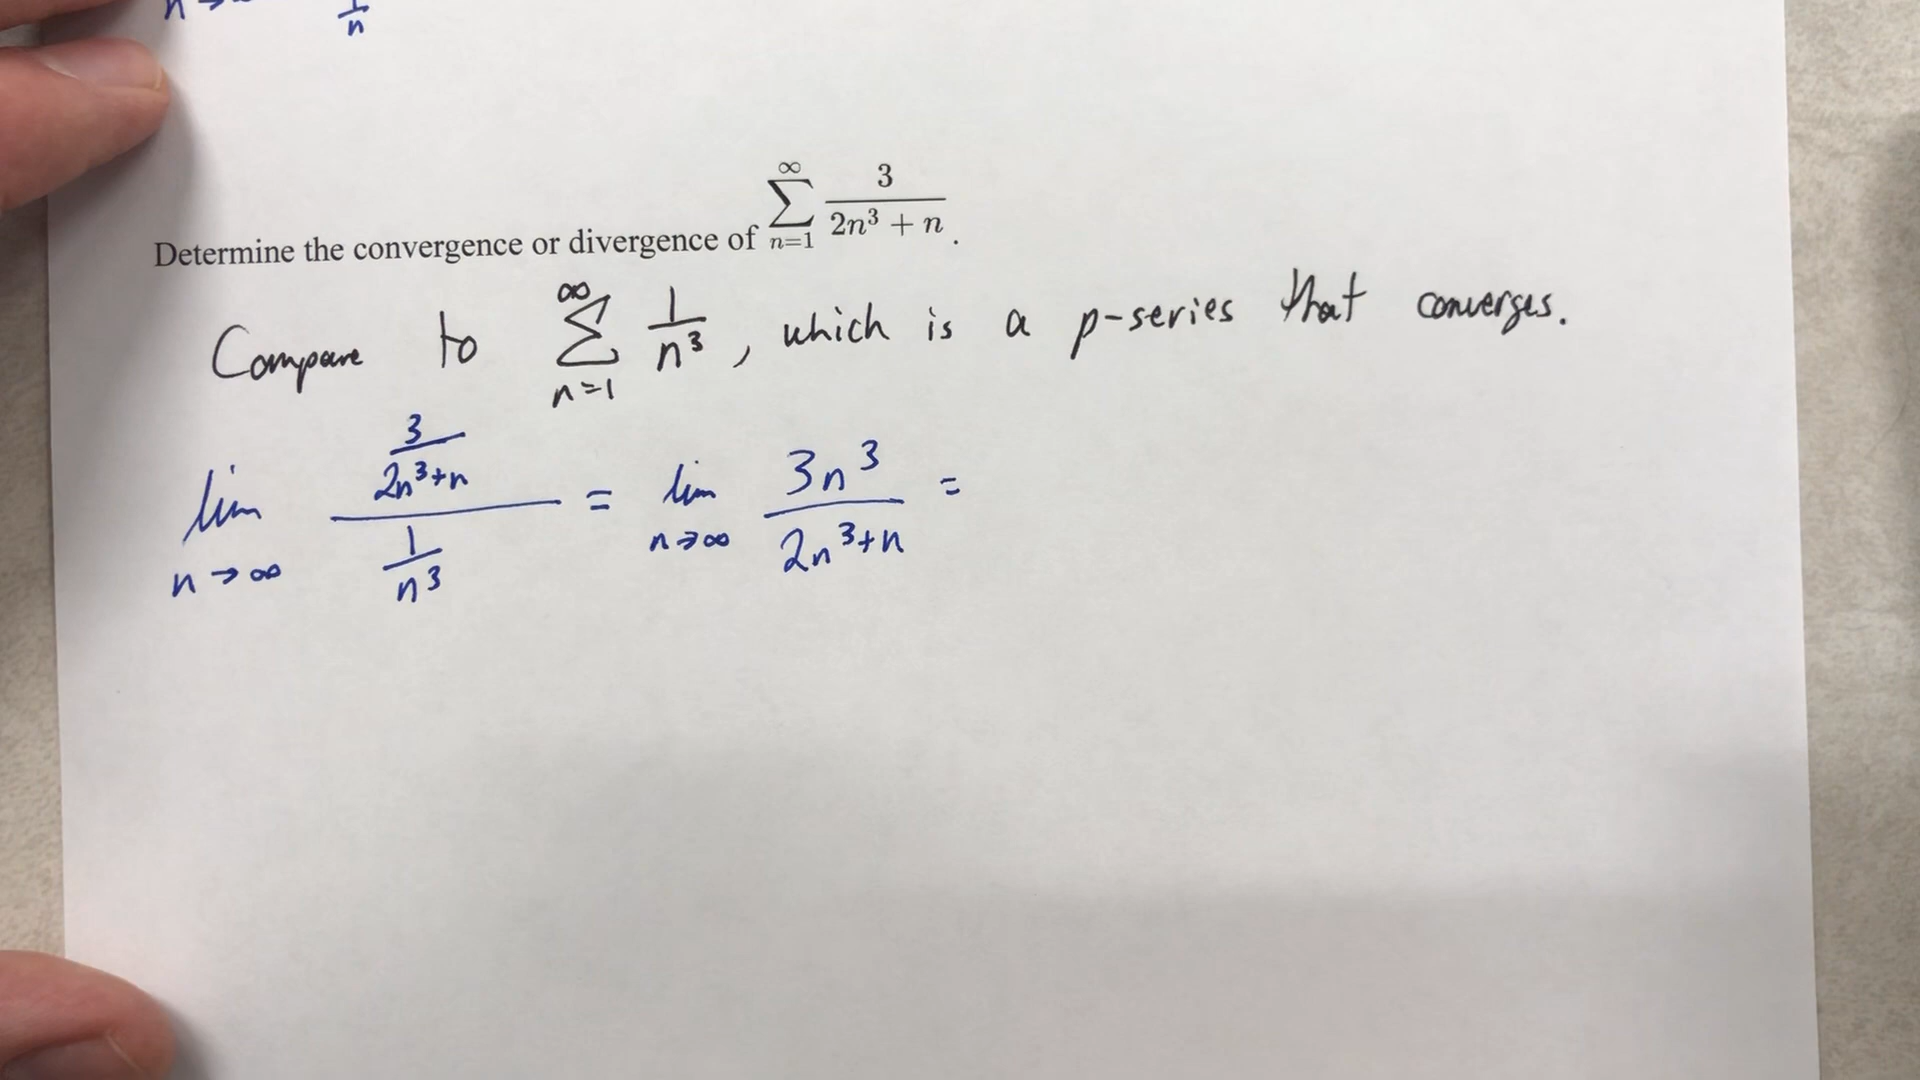 n→ 1/n
Determine the convergence or divergence of ∑_{n=1}^{∞} 3/(2n³ + n).
Compare to ∑_{n=1}^{∞} 1/n³, which is a p-series that converges.
lim_{n→∞} (3/(2n³+n))/(1/n³) = lim_{n→∞} 3n³/(2n³+n) =